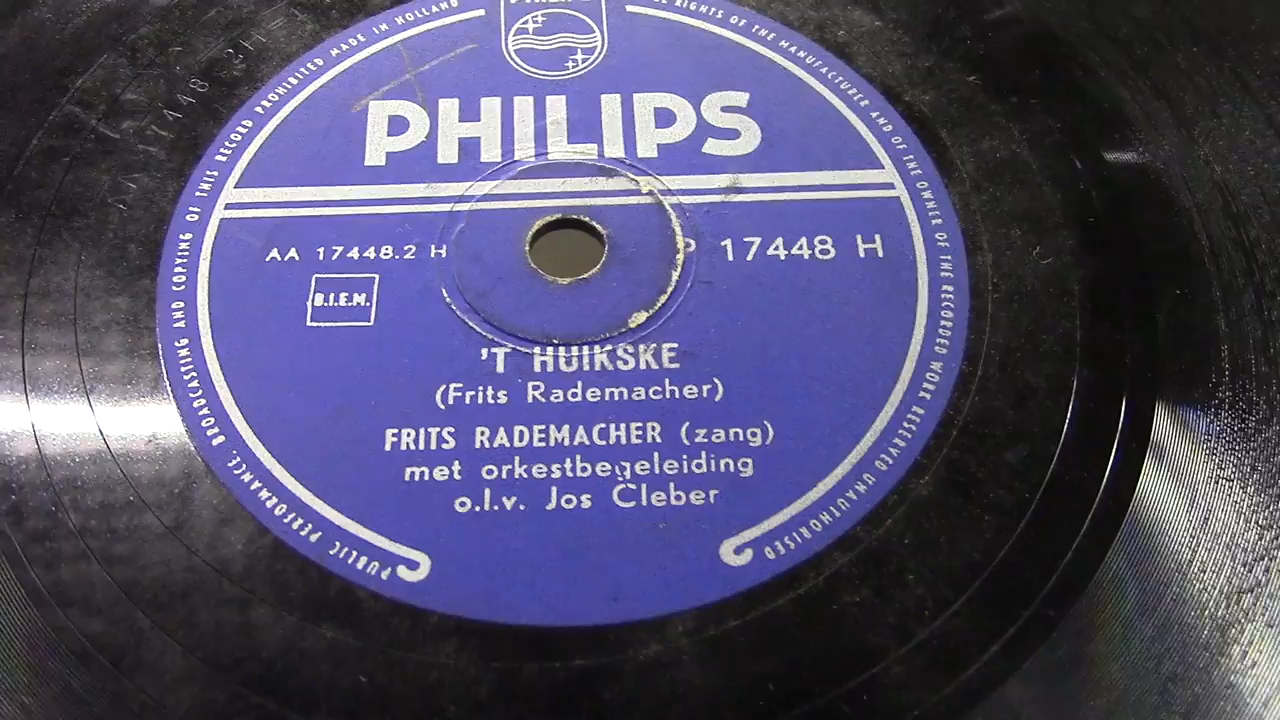 PHILIPS
PHILIPS
AA 17448.2 H
P 17448 H
B.I.E.M.
'T HUIKSKE
(Frits Rademacher)
FRITS RADEMACHER (zang)
met orkestbegeleiding
o.l.v. Jos Cleber
MADE IN HOLLAND
RIGHTS OF THE MANUFACTURER AND OF THE OWNER OF THE RECORDED WORK RESERVED UNAUTHORISED
PUBLIC PERFORMANCE, BROADCASTING AND COPYING OF THIS RECORD PROHIBITED